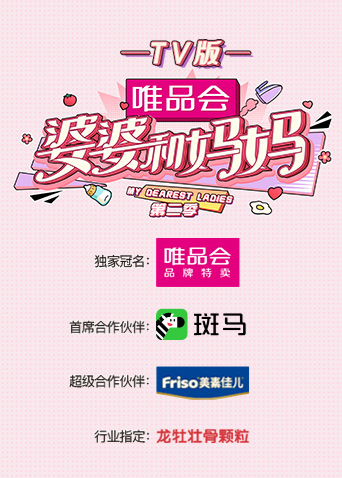 TV版
唯品会
婆婆和妈妈
MY DEAREST LADIES
第二季
独家冠名：唯品会
品牌特卖
首席合作伙伴：斑马
超级合作伙伴：Friso美素佳儿
行业指定：龙牡壮骨颗粒